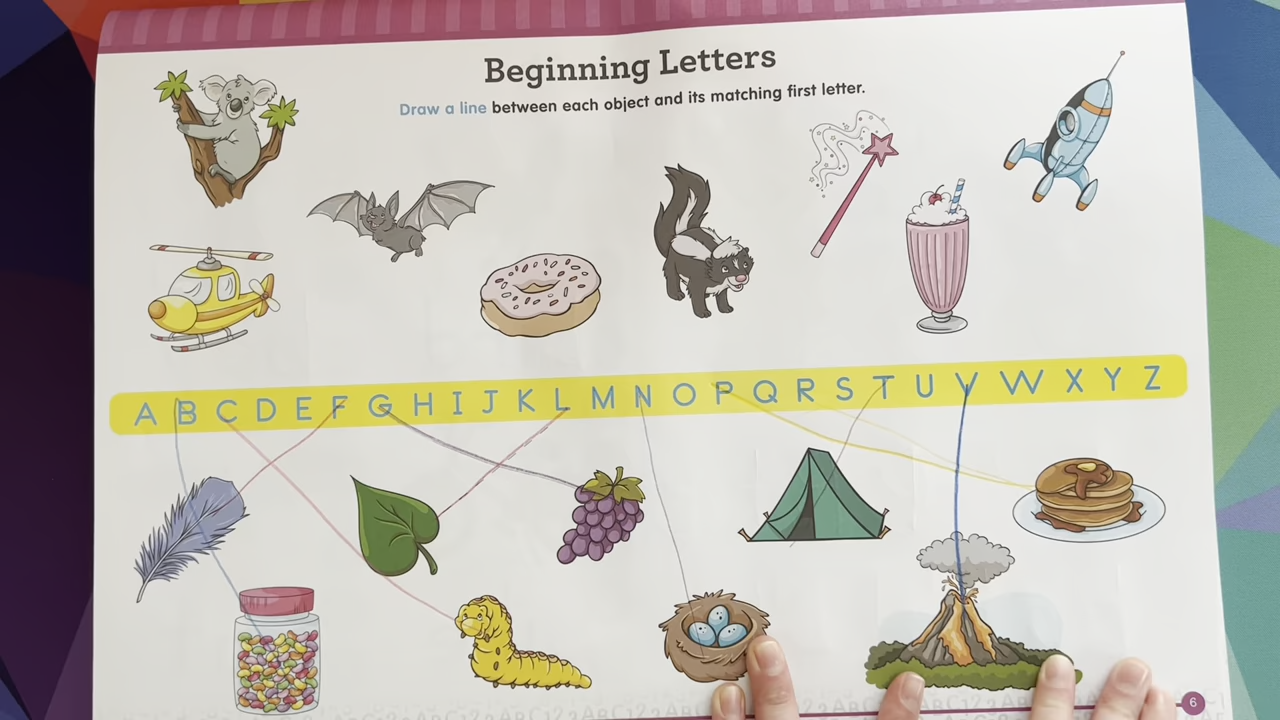 Beginning Letters
Draw a line between each object and its matching first letter.
A B C D E F G H I J K L M N O P Q R S T U V W X Y Z
6